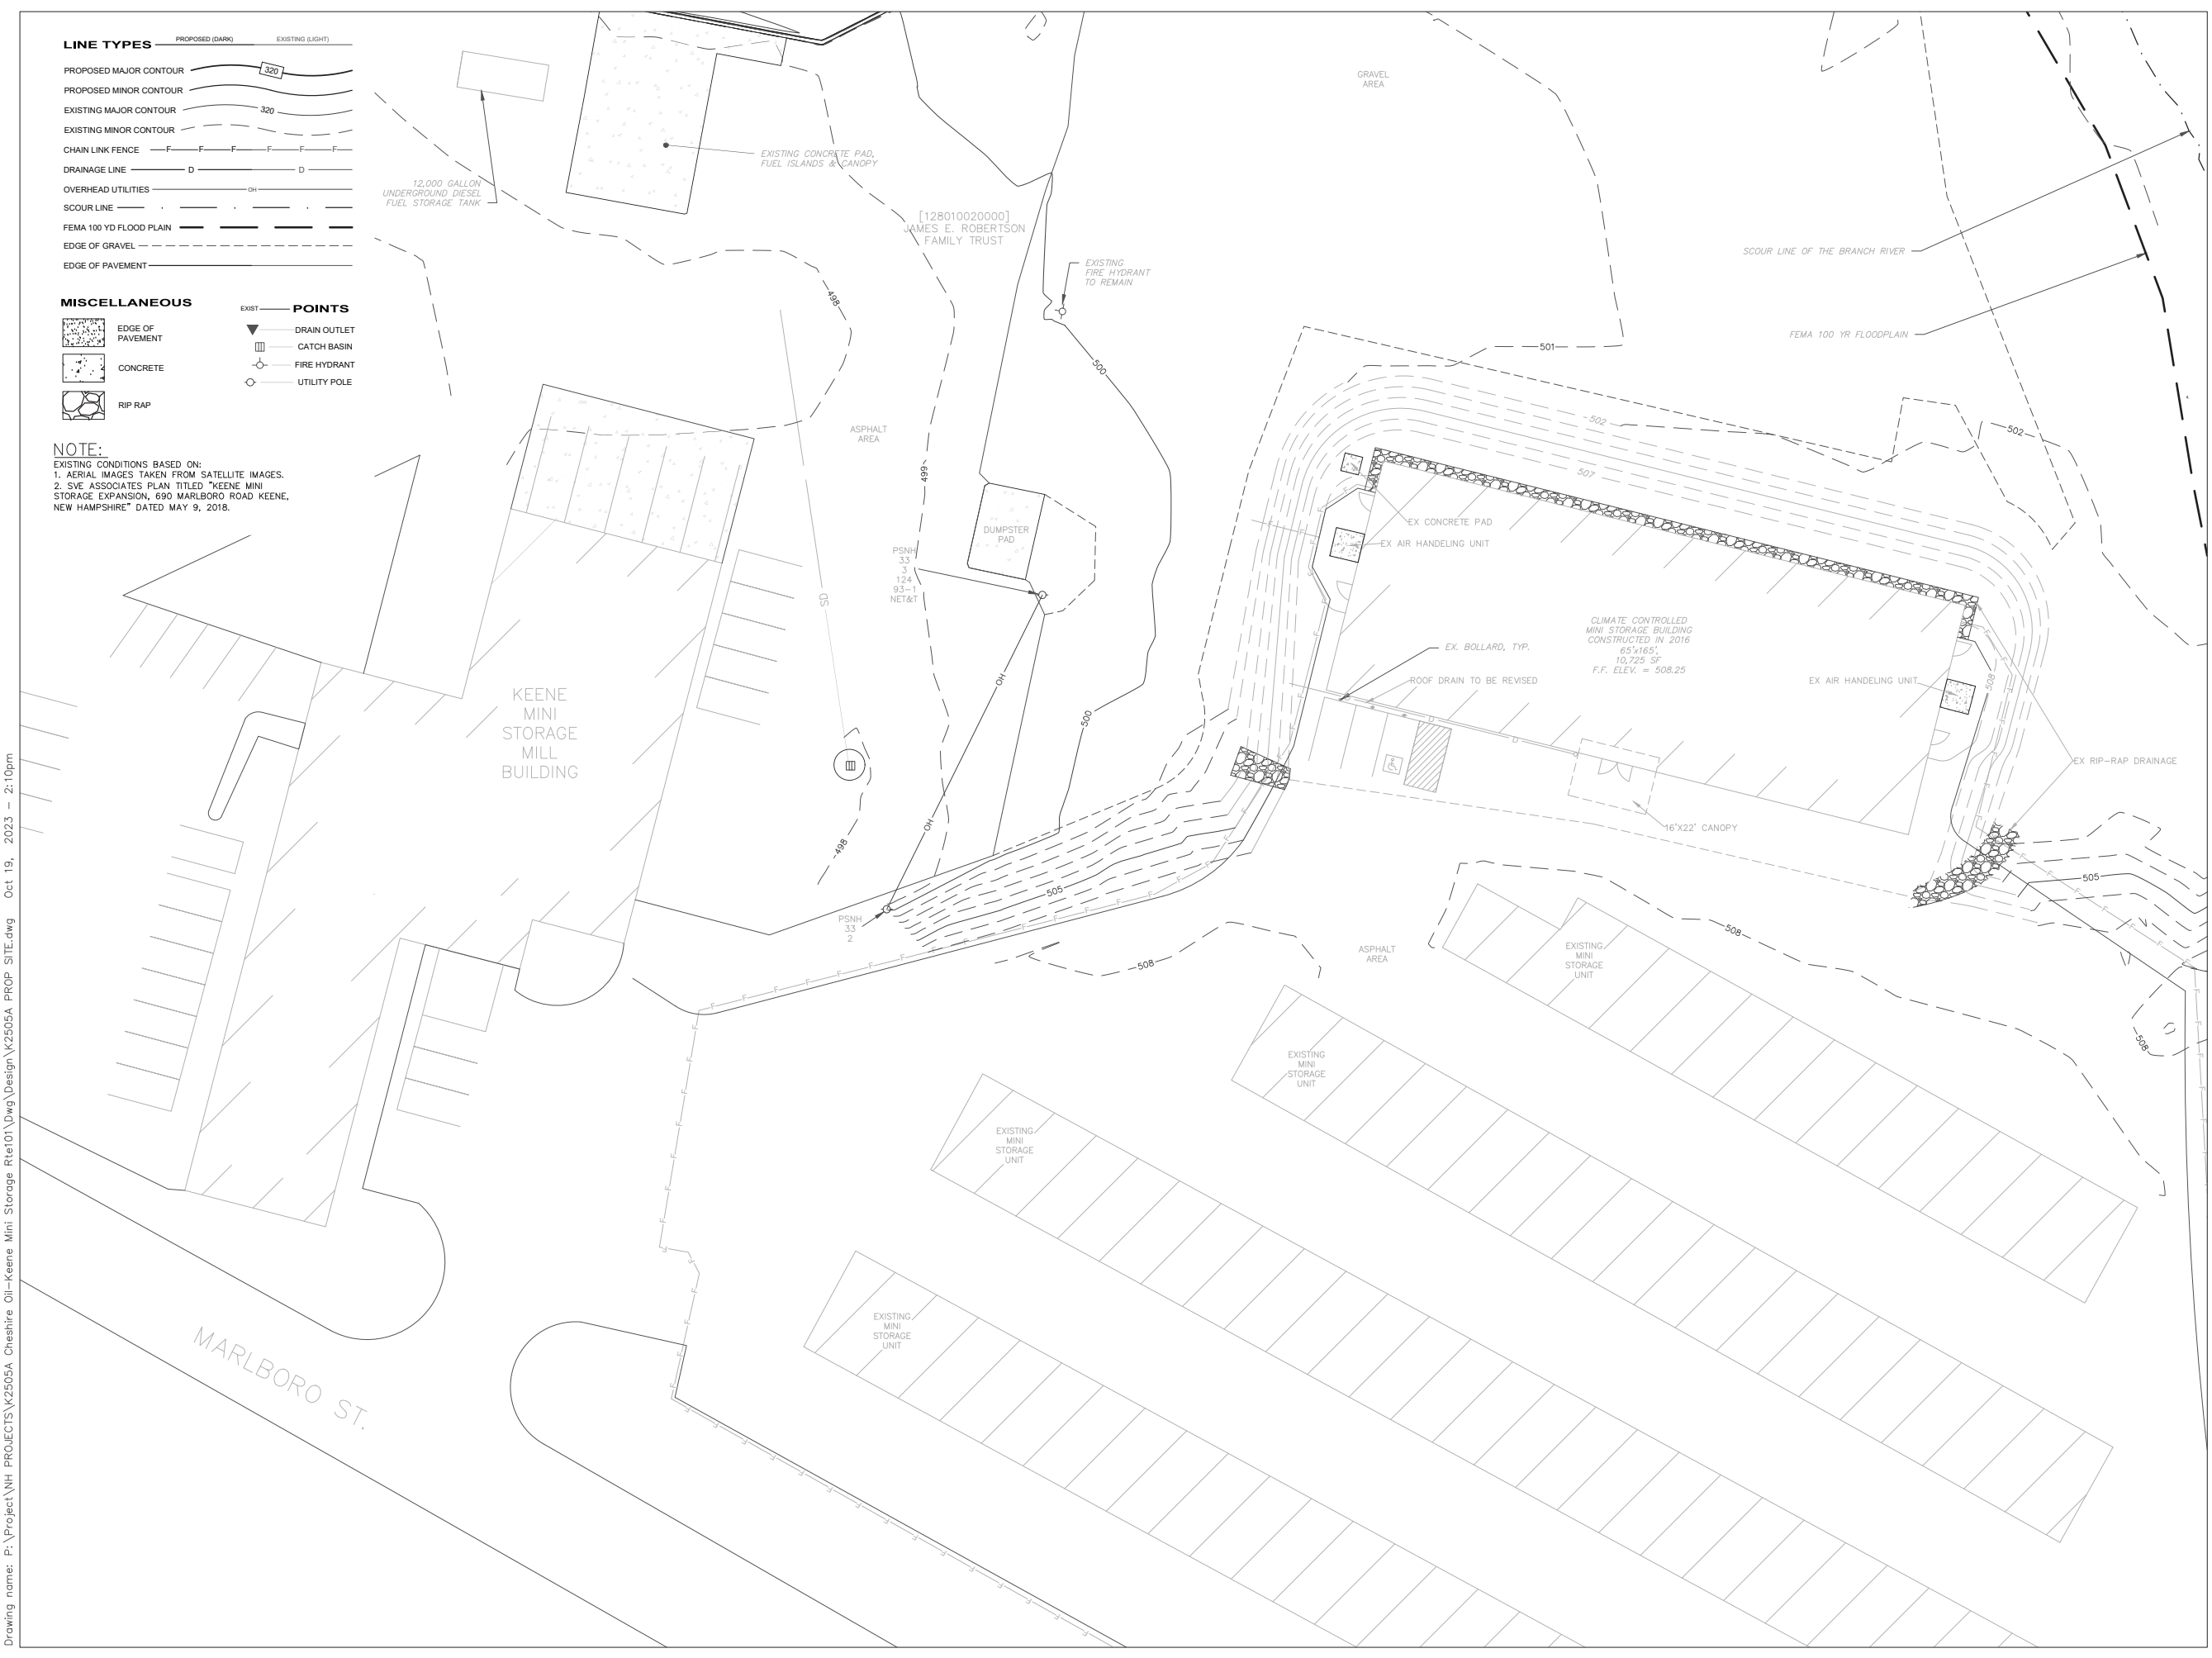 LINE TYPES
PROPOSED (DARK)
EXISTING (LIGHT)
PROPOSED MAJOR CONTOUR
320
PROPOSED MINOR CONTOUR
EXISTING MAJOR CONTOUR
320
EXISTING MINOR CONTOUR
CHAIN LINK FENCE
F F F F F F
DRAINAGE LINE
D D
OVERHEAD UTILITIES
OH
SCOUR LINE
FEMA 100 YD FLOOD PLAIN
EDGE OF GRAVEL
EDGE OF PAVEMENT
MISCELLANEOUS
EDGE OF
PAVEMENT
CONCRETE
RIP RAP
EXIST
POINTS
DRAIN OUTLET
CATCH BASIN
FIRE HYDRANT
UTILITY POLE
NOTE:
EXISTING CONDITIONS BASED ON:
1. AERIAL IMAGES TAKEN FROM SATELLITE IMAGES.
2. SVE ASSOCIATES PLAN TITLED "KEENE MINI
STORAGE EXPANSION, 690 MARLBORO ROAD KEENE,
NEW HAMPSHIRE" DATED MAY 9, 2018.
12,000 GALLON
UNDERGROUND DIESEL
FUEL STORAGE TANK
EXISTING CONCRETE PAD,
FUEL ISLANDS & CANOPY
[128010020000]
JAMES E. ROBERTSON
FAMILY TRUST
GRAVEL
AREA
EXISTING
FIRE HYDRANT
TO REMAIN
SCOUR LINE OF THE BRANCH RIVER
FEMA 100 YR FLOODPLAIN
498
500
501
502
502
507
ASPHALT
AREA
499
DUMPSTER
PAD
PSNH
33
3
124
93-1
NET&T
SD
EX CONCRETE PAD
EX AIR HANDELING UNIT
CLIMATE CONTROLLED
MINI STORAGE BUILDING
CONSTRUCTED IN 2016
65'x165',
10,725 SF
F.F. ELEV. = 508.25
EX. BOLLARD, TYP.
ROOF DRAIN TO BE REVISED
EX AIR HANDELING UNIT
508
D
D
D
KEENE
MINI
STORAGE
MILL
BUILDING
OH
OH
500
498
EX RIP-RAP DRAINAGE
16'X22' CANOPY
505
505
PSNH
33
2
508
508
508
ASPHALT
AREA
EXISTING
MINI
STORAGE
UNIT
EXISTING
MINI
STORAGE
UNIT
EXISTING
MINI
STORAGE
UNIT
EXISTING
MINI
STORAGE
UNIT
MARLBORO ST.
Drawing name: P:\Project\NH PROJECTS\K2505A Cheshire Oil-Keene Mini Storage Rte101\Dwg\Design\K2505A PROP SITE.dwg Oct 19, 2023 - 2:10pm